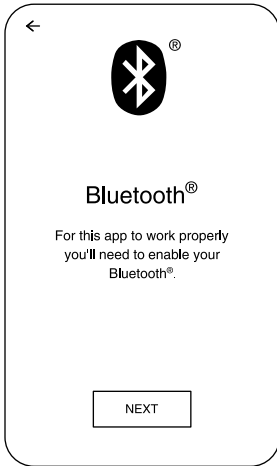 ®
Bluetooth®
For this app to work properly
you'll need to enable your
Bluetooth®.
NEXT